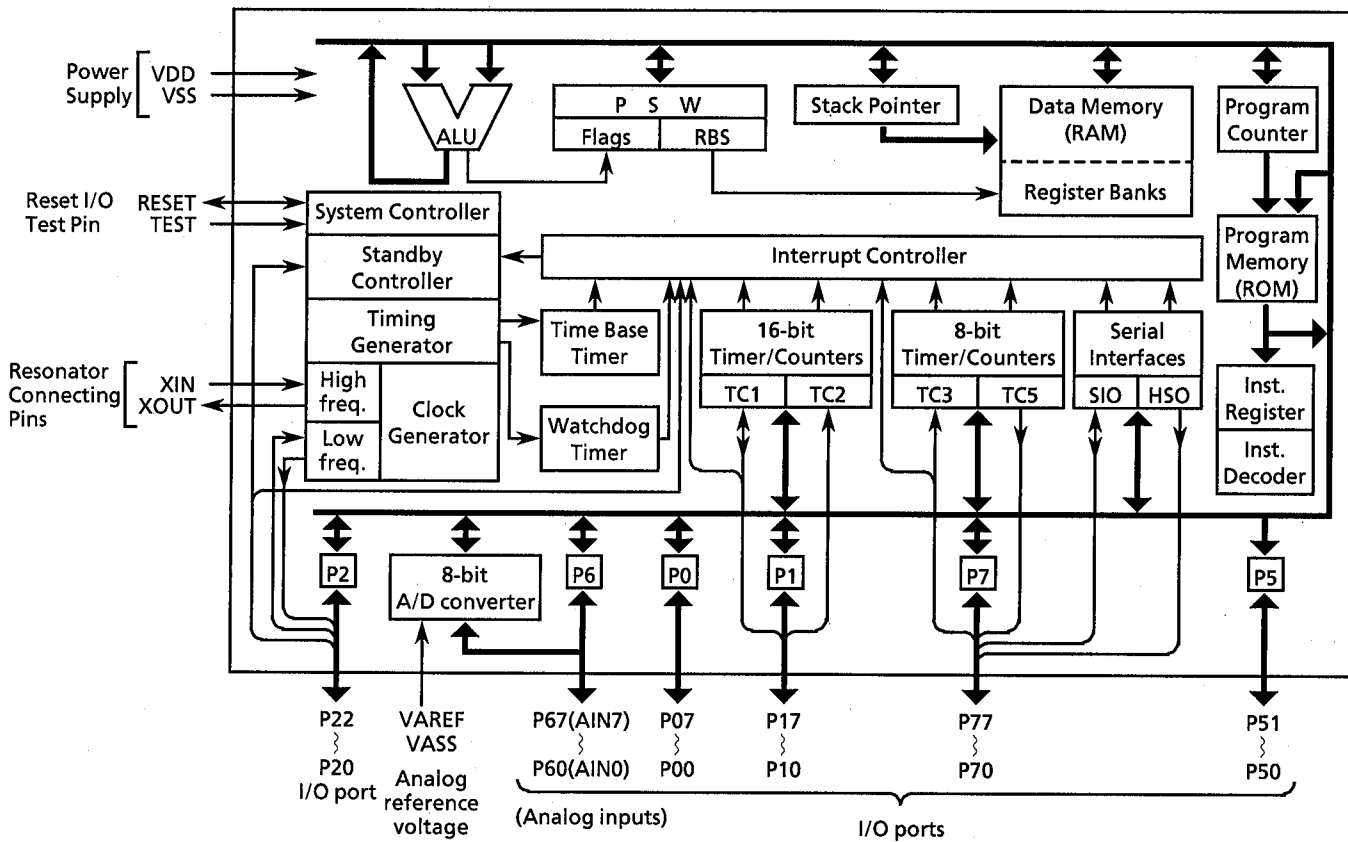 Power
Supply
VDD
VSS
ALU
P S W
Flags
RBS
Stack Pointer
Data Memory
(RAM)
Register Banks
Program
Counter
Reset I/O
Test Pin
RESET
TEST
System Controller
Standby
Controller
Timing
Generator
High
freq.
Low
freq.
Clock
Generator
Interrupt Controller
Program
Memory
(ROM)
Time Base
Timer
Watchdog
Timer
16-bit
Timer/Counters
TC1
TC2
8-bit
Timer/Counters
TC3
TC5
Serial
Interfaces
SIO
HSO
Inst.
Register
Inst.
Decoder
Resonator
Connecting
Pins
XIN
XOUT
P2
8-bit
A/D converter
P6
P0
P1
P7
P5
P22
P20
I/O port
VAREF
VASS
Analog
reference
voltage
P67(AIN7)
P60(AIN0)
(Analog inputs)
P07
P00
P17
P10
P77
P70
P51
P50
I/O ports